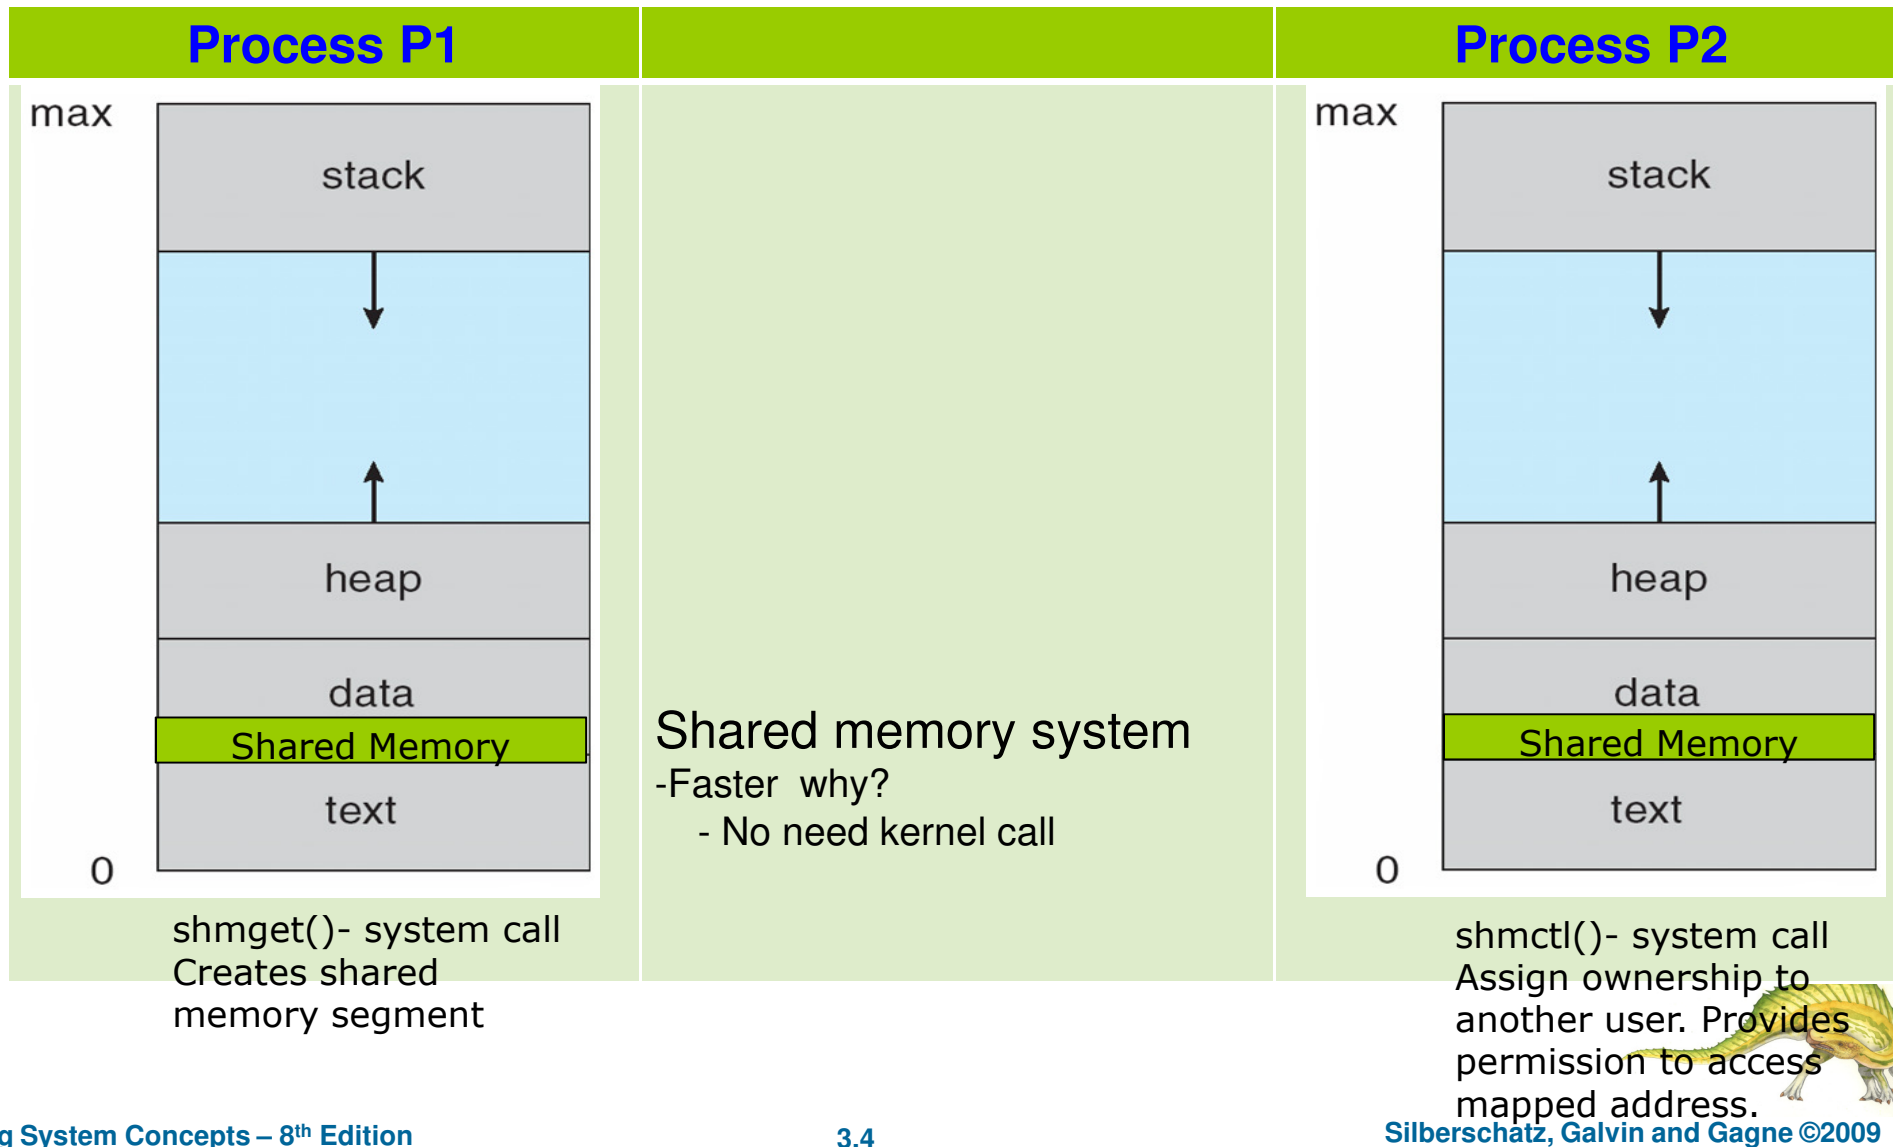 Process P1
Process P2
max
stack
heap
data
Shared Memory
text
0
shmget()- system call
Creates shared
memory segment
Shared memory system
-Faster  why?
- No need kernel call
max
stack
heap
data
Shared Memory
text
0
shmctl()- system call
Assign ownership to
another user. Provides
permission to access
mapped address.
g System Concepts – 8th Edition
3.4
Silberschatz, Galvin and Gagne ©2009